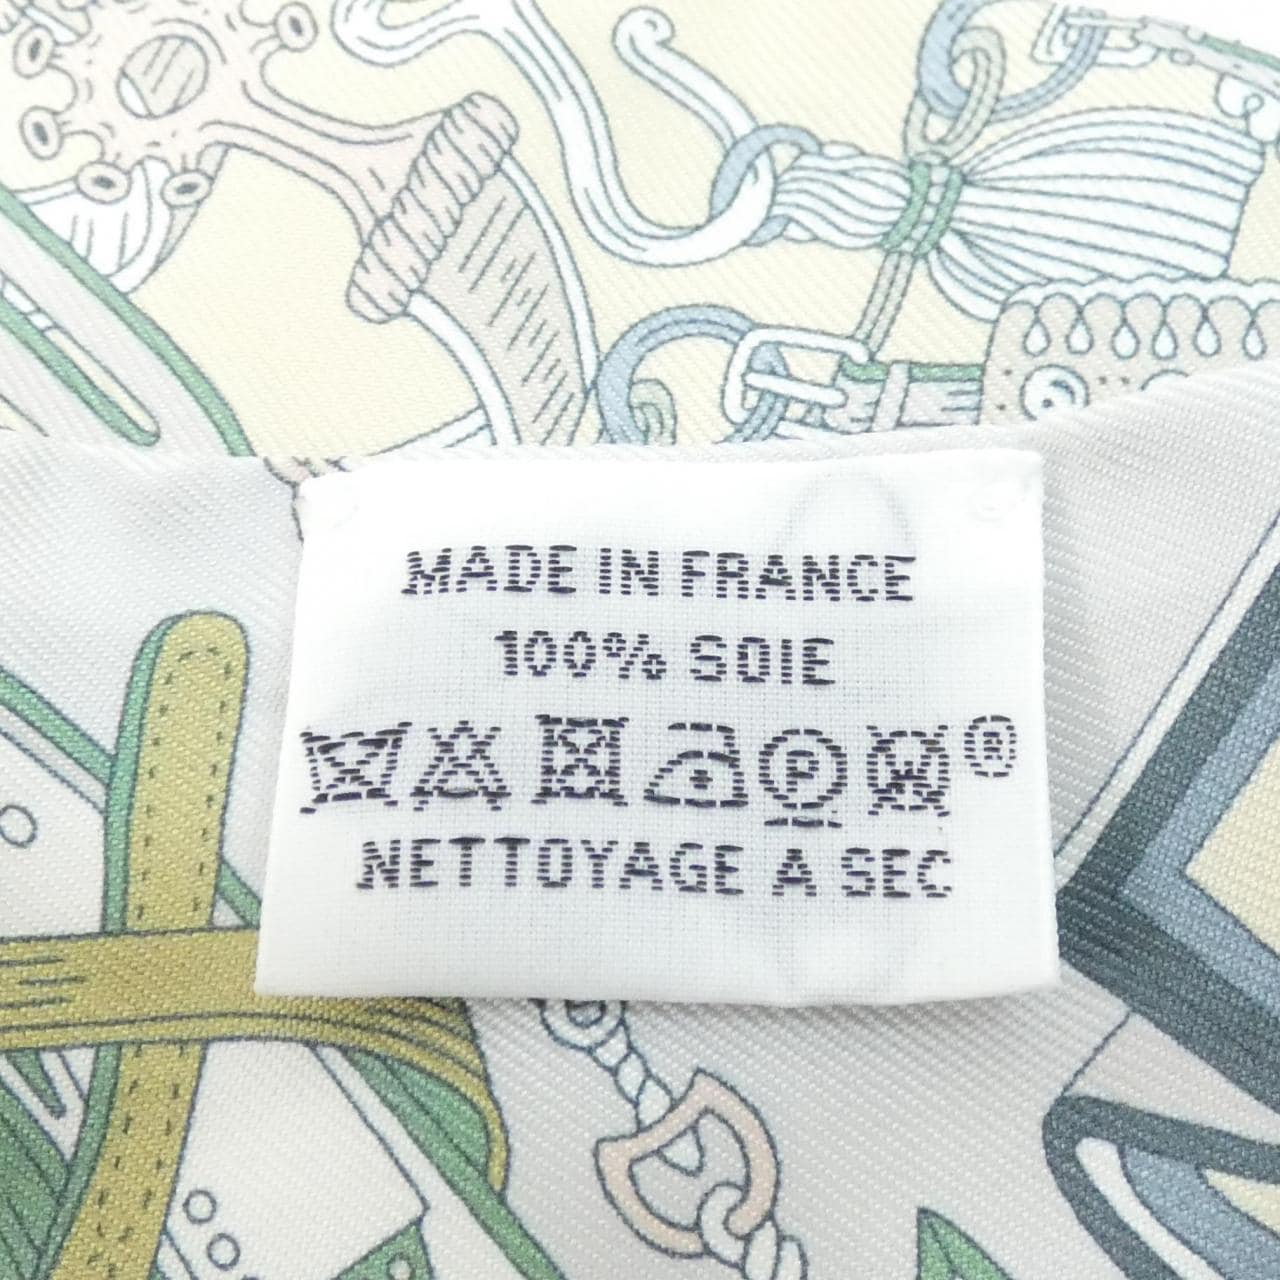 MADE IN FRANCE
100% SOIE
P W ®
NETTOYAGE A SEC